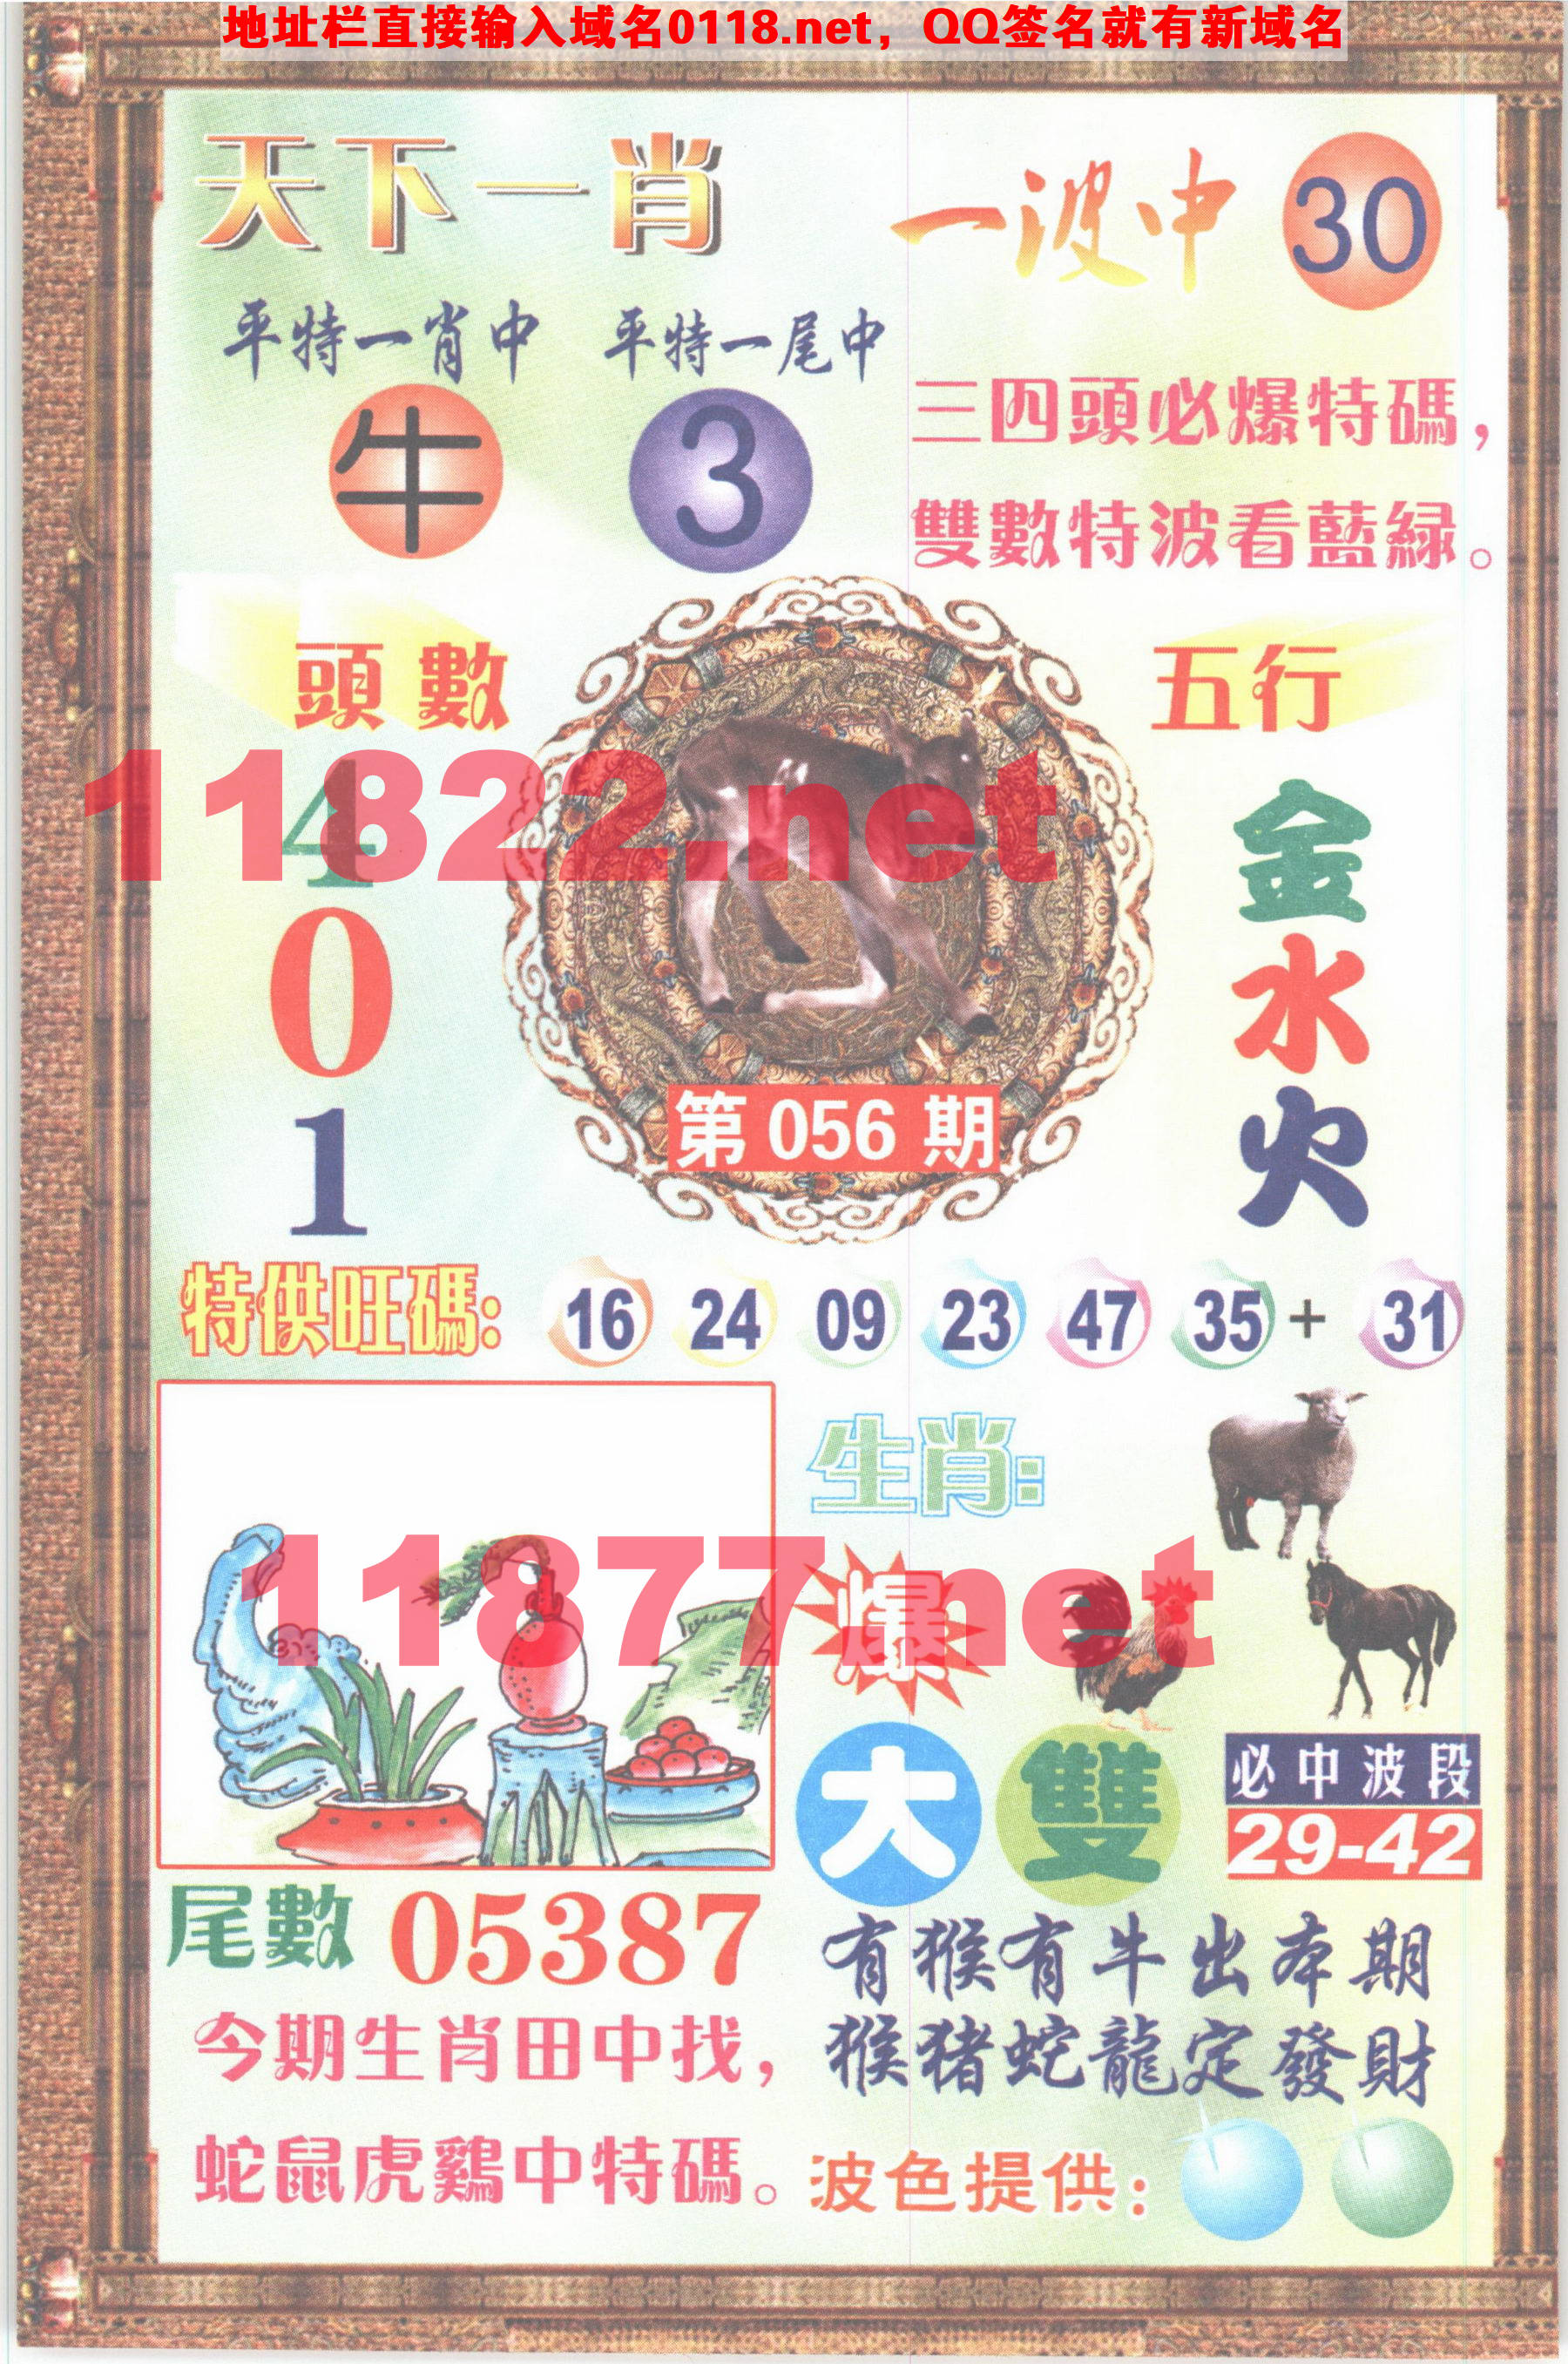 地址栏直接输入域名0118.net，QQ签名就有新域名
天下一肖
一波中 30
平特一肖中 平特一尾中
牛 3
三四頭必爆特碼，
雙數特波看藍緑。
頭數
五行
11822.net
4
0
1
金
水
火
第 056 期
特供旺碼: 16 24 09 23 47 35 + 31
生肖:
11877.net
爆
大 雙
必中波段
29-42
尾數 05387
有猴有牛出本期
猴猪蛇龍定發財
今期生肖田中找，
蛇鼠虎鷄中特碼。
波色提供: